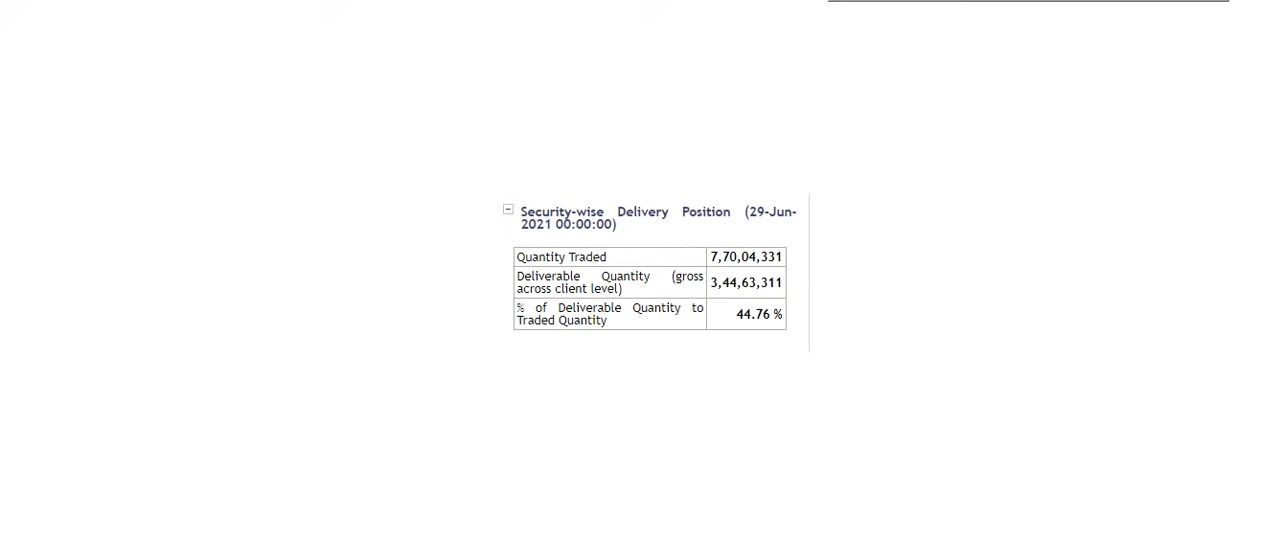 Security-wise Delivery Position (29-Jun-
2021 00:00:00)
Quantity Traded 7,70,04,331
Deliverable Quantity (gross
across client level) 3,44,63,311
% of Deliverable Quantity to
Traded Quantity 44.76 %